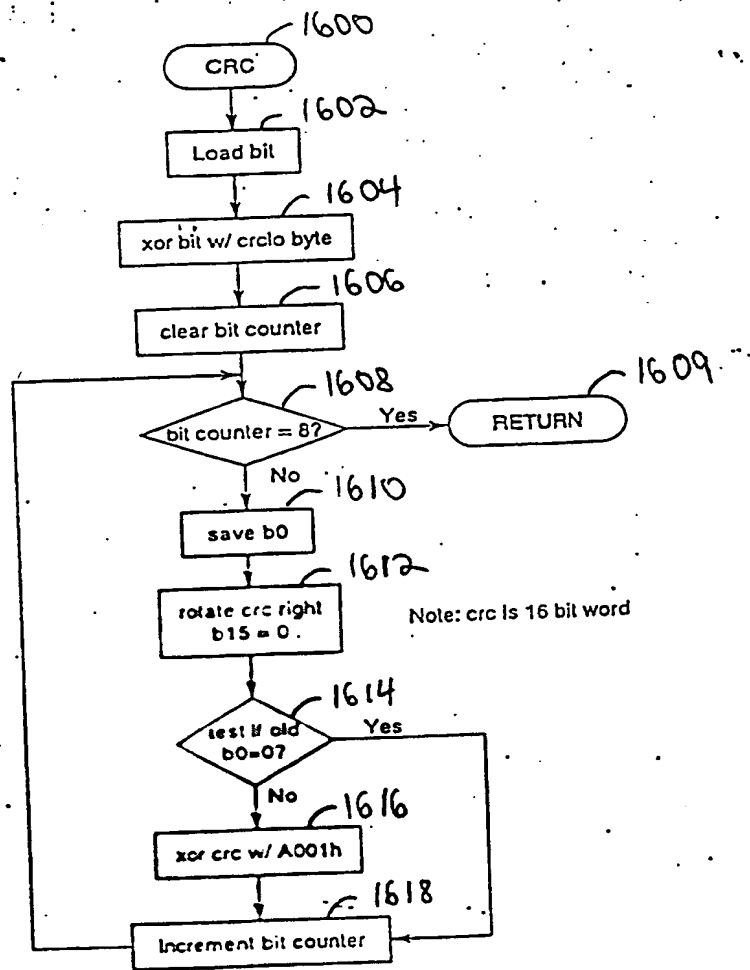 1600
CRC
1602
Load bit
1604
xor bit w/ crclo byte
1606
clear bit counter
1608
bit counter = 8?
Yes
1609
RETURN
No
1610
save b0
1612
rotate crc right
b15 = 0.
Note: crc is 16 bit word
1614
test if old
b0=0?
Yes
No
1616
xor crc w/ A001h
1618
Increment bit counter